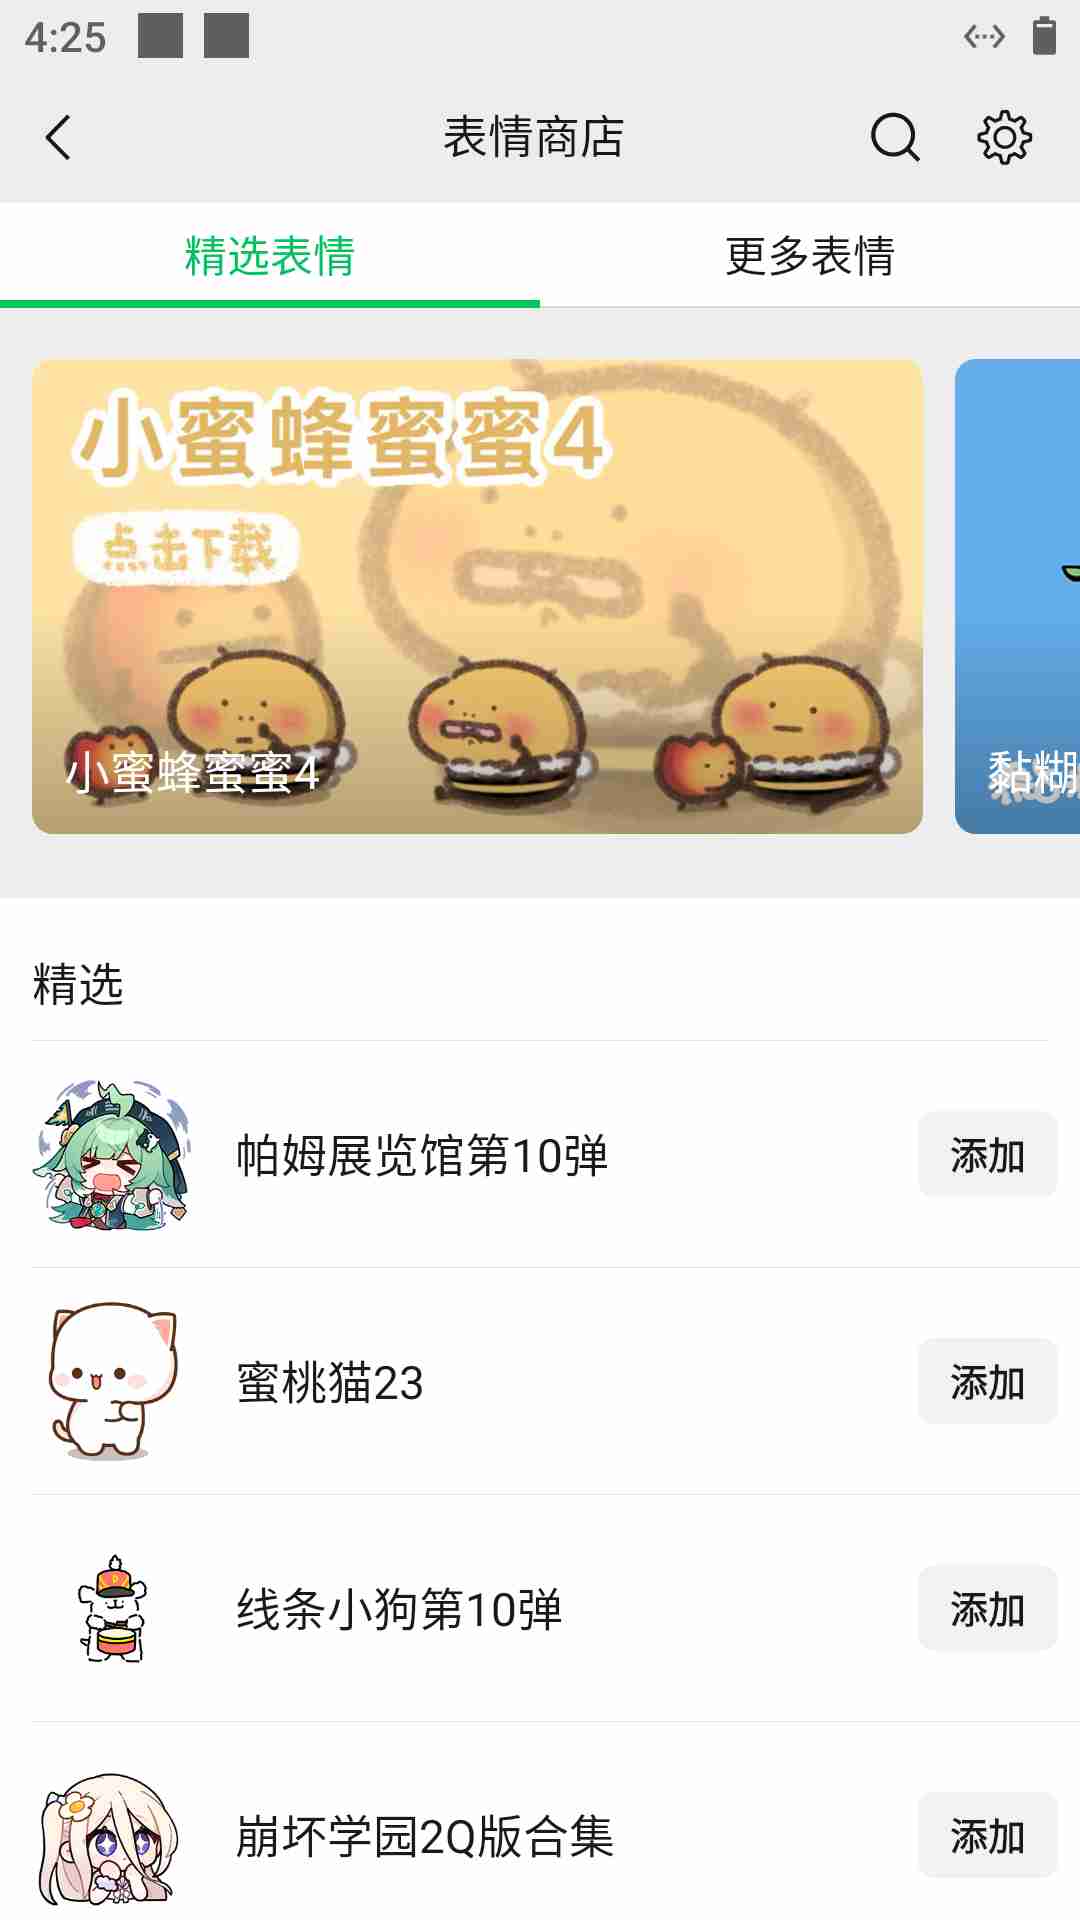 4:25
表情商店
精选表情
更多表情
小蜜蜂蜜蜜4
点击下载
小蜜蜂蜜蜜4
黏糊
精选
帕姆展览馆第10弹
添加
蜜桃猫23
添加
线条小狗第10弹
添加
崩坏学园2Q版合集
添加